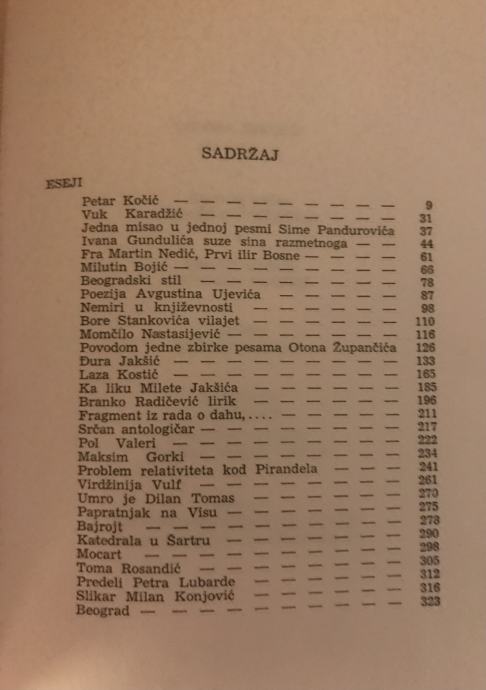 SADRŽAJ
ESEJI
Petar Kočić — — — — — — — — — 9
Vuk Karadžić — — — — — — — — 31
Jedna misao u jednoj pesmi Sime Pandurovića 37
Ivana Gundulića suze sina razmetnoga — — 44
Fra Martin Nedić, Prvi ilir Bosne — — — — 61
Milutin Bojić — — — — — — — — — 66
Beogradski stil — — — — — — — — 78
Poezija Avgustina Ujevića — — — — — — 87
Nemiri u književnosti — — — — — — — 98
Bore Stankovića vilajet — — — — — — 110
Momčilo Nastasijević — — — — — — — 116
Povodom jedne zbirke pesama Otona Župančića 126
Đura Jakšić — — — — — — — — — 133
Laza Kostić — — — — — — — — — 165
Ka liku Milete Jakšića — — — — — — 185
Branko Radičević lirik — — — — — — 196
Fragment iz rada o dahu, .... — — — — — 211
Srčan antologičar — — — — — — — — 217
Pol Valeri — — — — — — — — — 222
Maksim Gorki — — — — — — — — 234
Problem relativiteta kod Pirandela — — — 241
Virdžinija Vulf — — — — — — — — 261
Umro je Dilan Tomas — — — — — — 270
Papratnjak na Visu — — — — — — — 275
Bajrojt — — — — — — — — — — 278
Katedrala u Šartru — — — — — — — 290
Mocart — — — — — — — — — — 298
Toma Rosandić — — — — — — — — 305
Predeli Petra Lubarde — — — — — — 312
Slikar Milan Konjović — — — — — — 316
Beograd — — — — — — — — — — 323